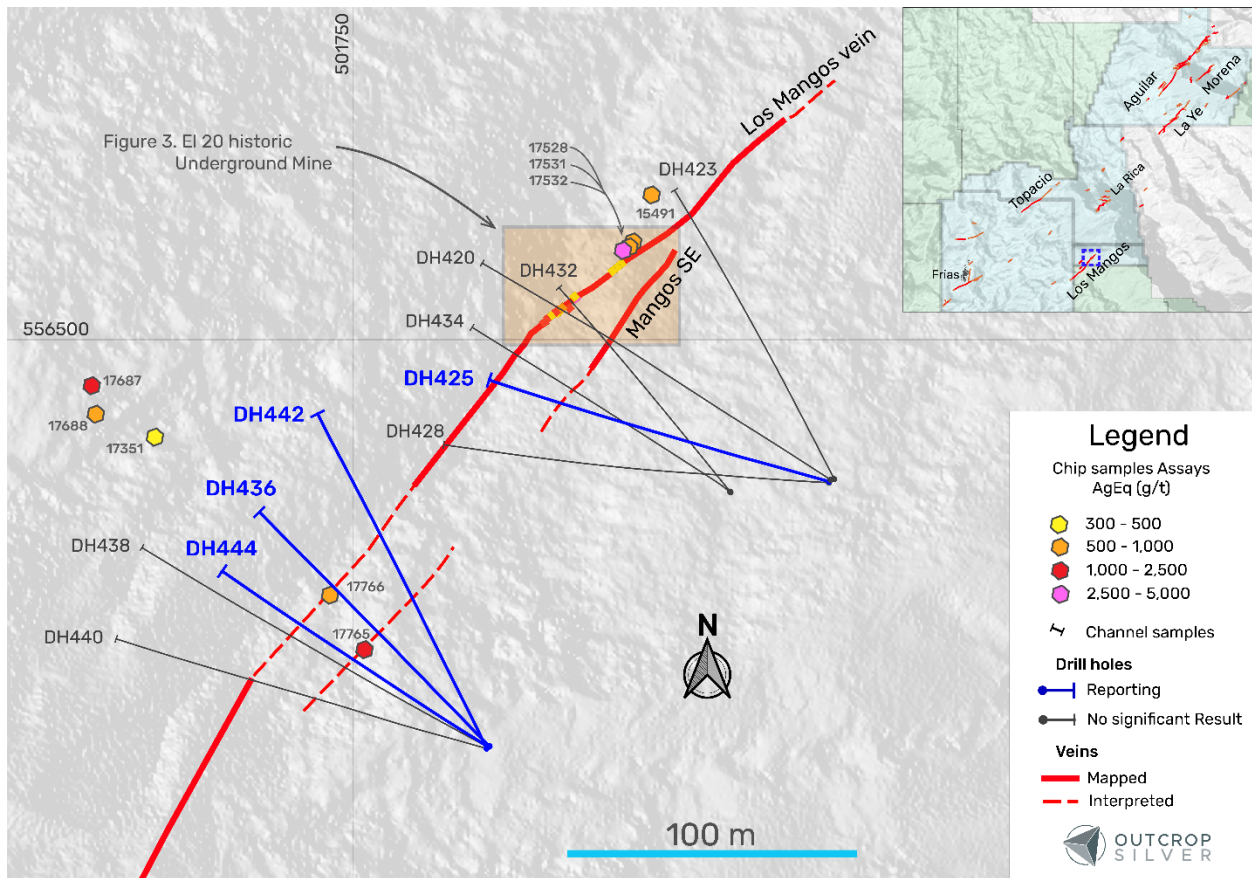 501750
Los Mangos vein
Figure 3. El 20 historic
Underground Mine
17528
17531
17532
DH423
15491
DH420
DH432
Mangos SE
DH434
556500
DH425
17687
17688
17351
DH442
DH428
DH436
DH438
DH444
17766
17765
DH440
N
100 m
Aguilar
Morena
La Ye
Topacio
La Rica
Frias
Los Mangos
Legend
Chip samples Assays
AgEq (g/t)
300 - 500
500 - 1,000
1,000 - 2,500
2,500 - 5,000
Channel samples
Drill holes
Reporting
No significant Result
Veins
Mapped
Interpreted
OUTCROP
SILVER